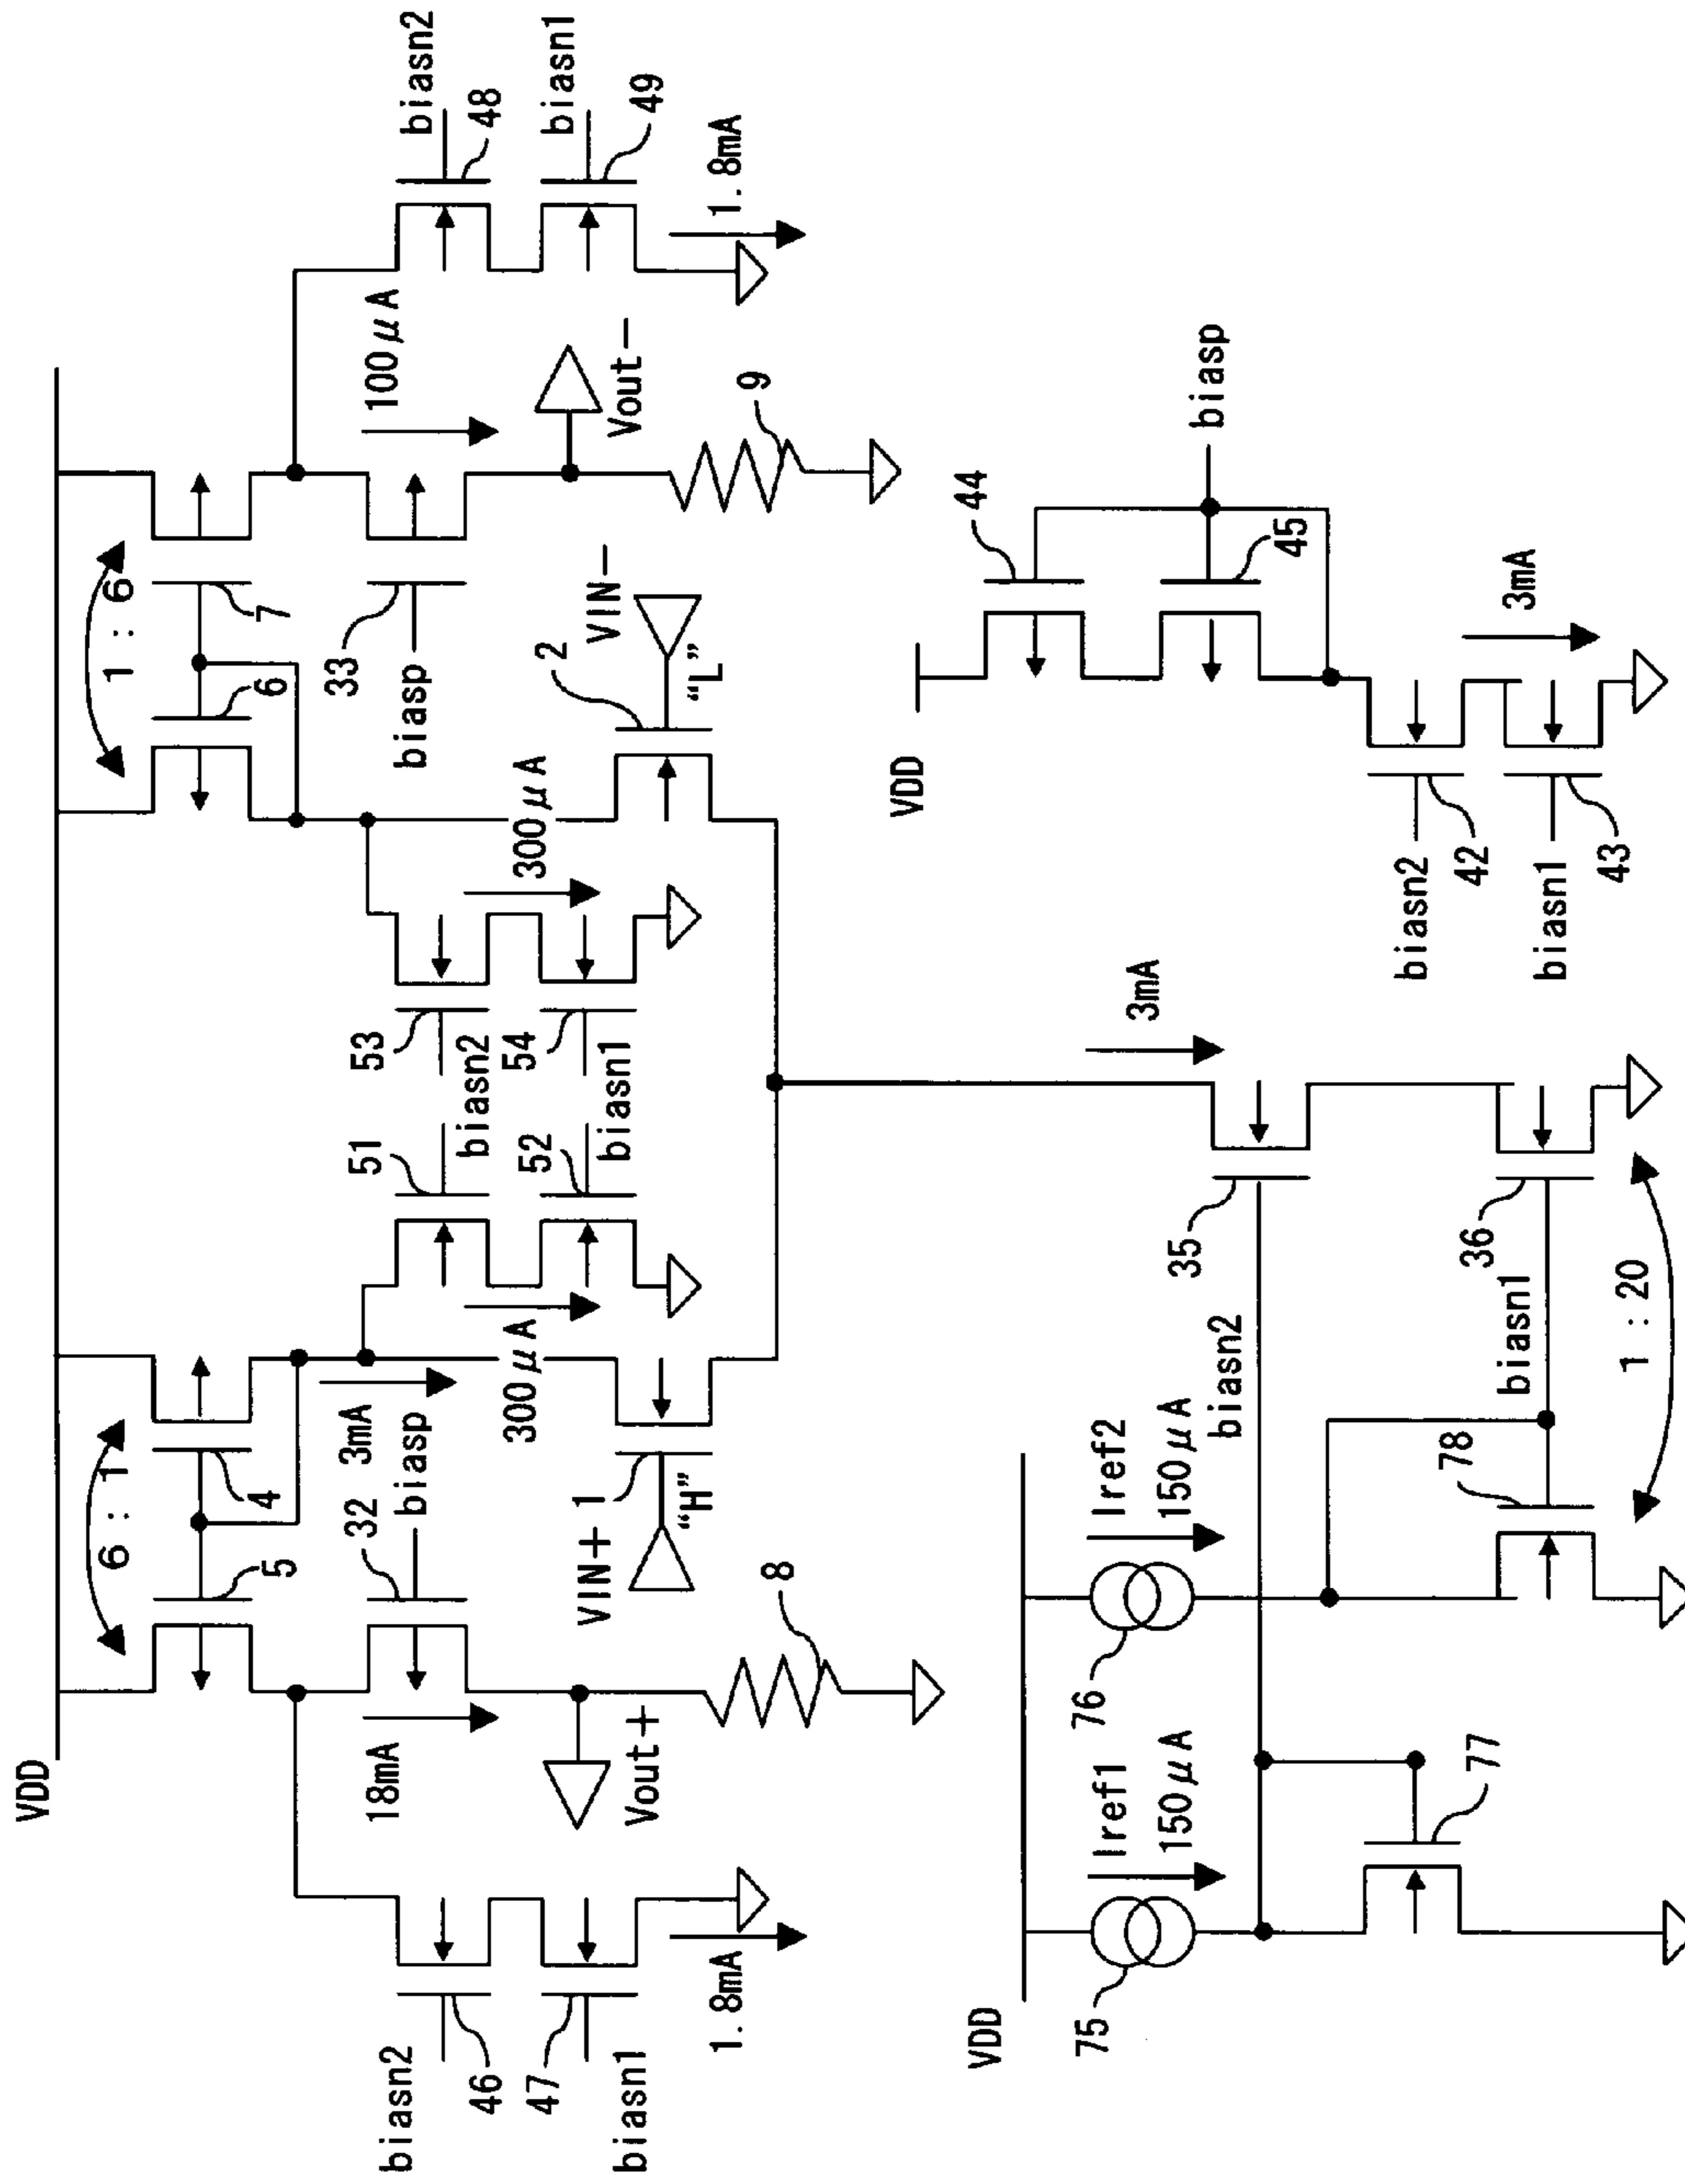 VDD
6 : 1
1 : 6
5
4
6
7
18mA
32
biasp
3mA
33
biasp
100μA
biasn2
46
biasn1
47
1.8mA
Vout+
8
VIN+
1
"H"
300μA
51
biasn2
52
biasn1
53
54
300μA
2
VIN-
"L"
Vout-
9
biasn2
48
biasn1
49
1.8mA
VDD
75
Iref1
150μA
76
Iref2
150μA
77
78
biasn2
35
3mA
biasn1
36
1 : 20
VDD
44
45
biasp
biasn2
42
biasn1
43
3mA